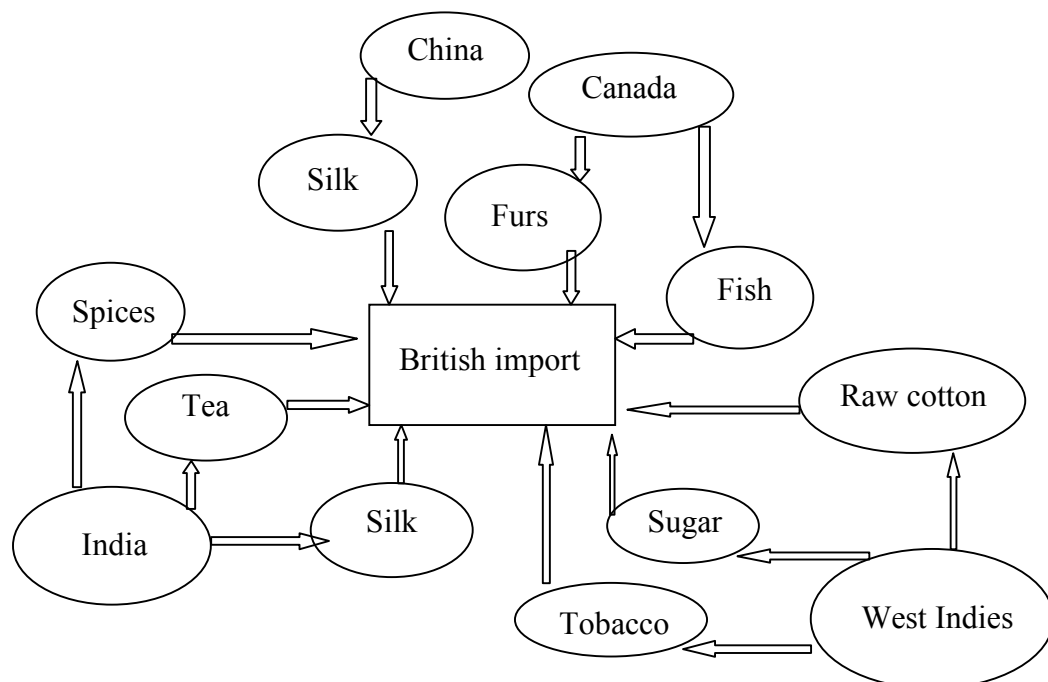 China
Canada
Silk
Furs
Fish
Spices
British import
Tea
Raw cotton
Silk
Sugar
India
West Indies
Tobacco